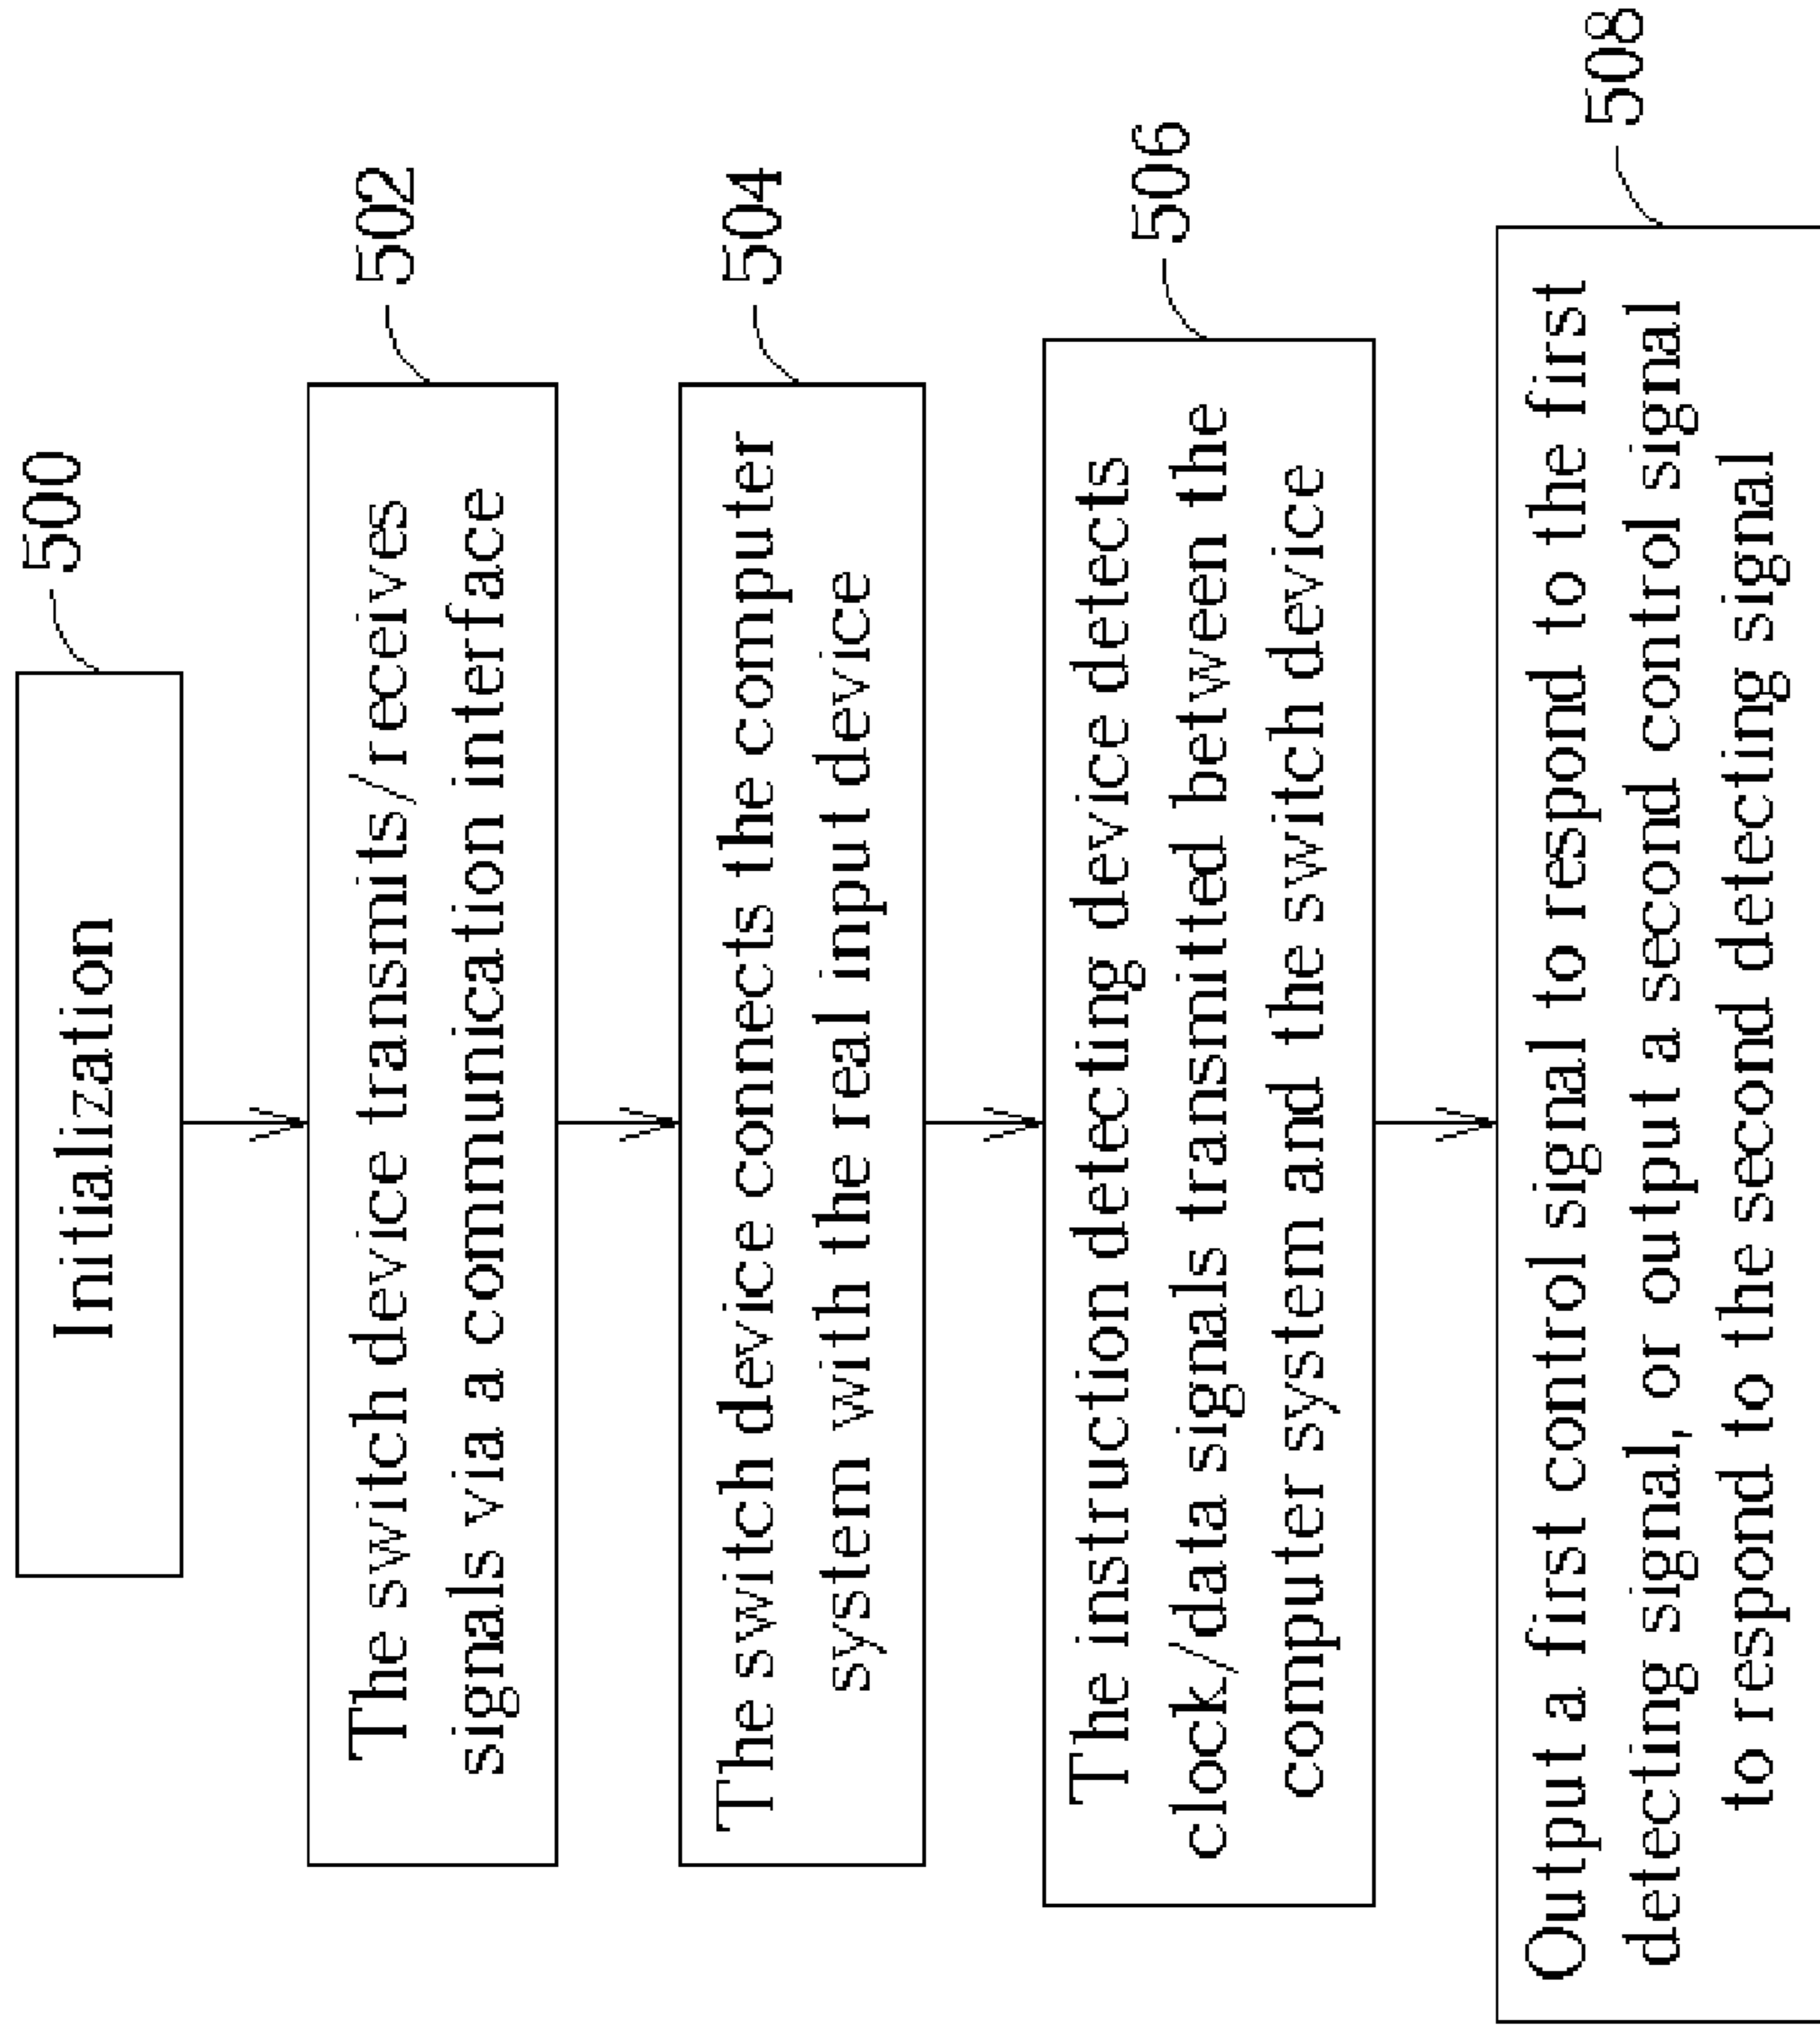 Initialization
500
The switch device transmits/receives
signals via a communication interface
502
The switch device connects the computer
system with the real input device
504
The instruction detecting device detects
clock/data signals transmitted between the
computer system and the switch device
506
Output a first control signal to respond to the first
detecting signal, or output a second control signal
to respond to the second detecting signal
508